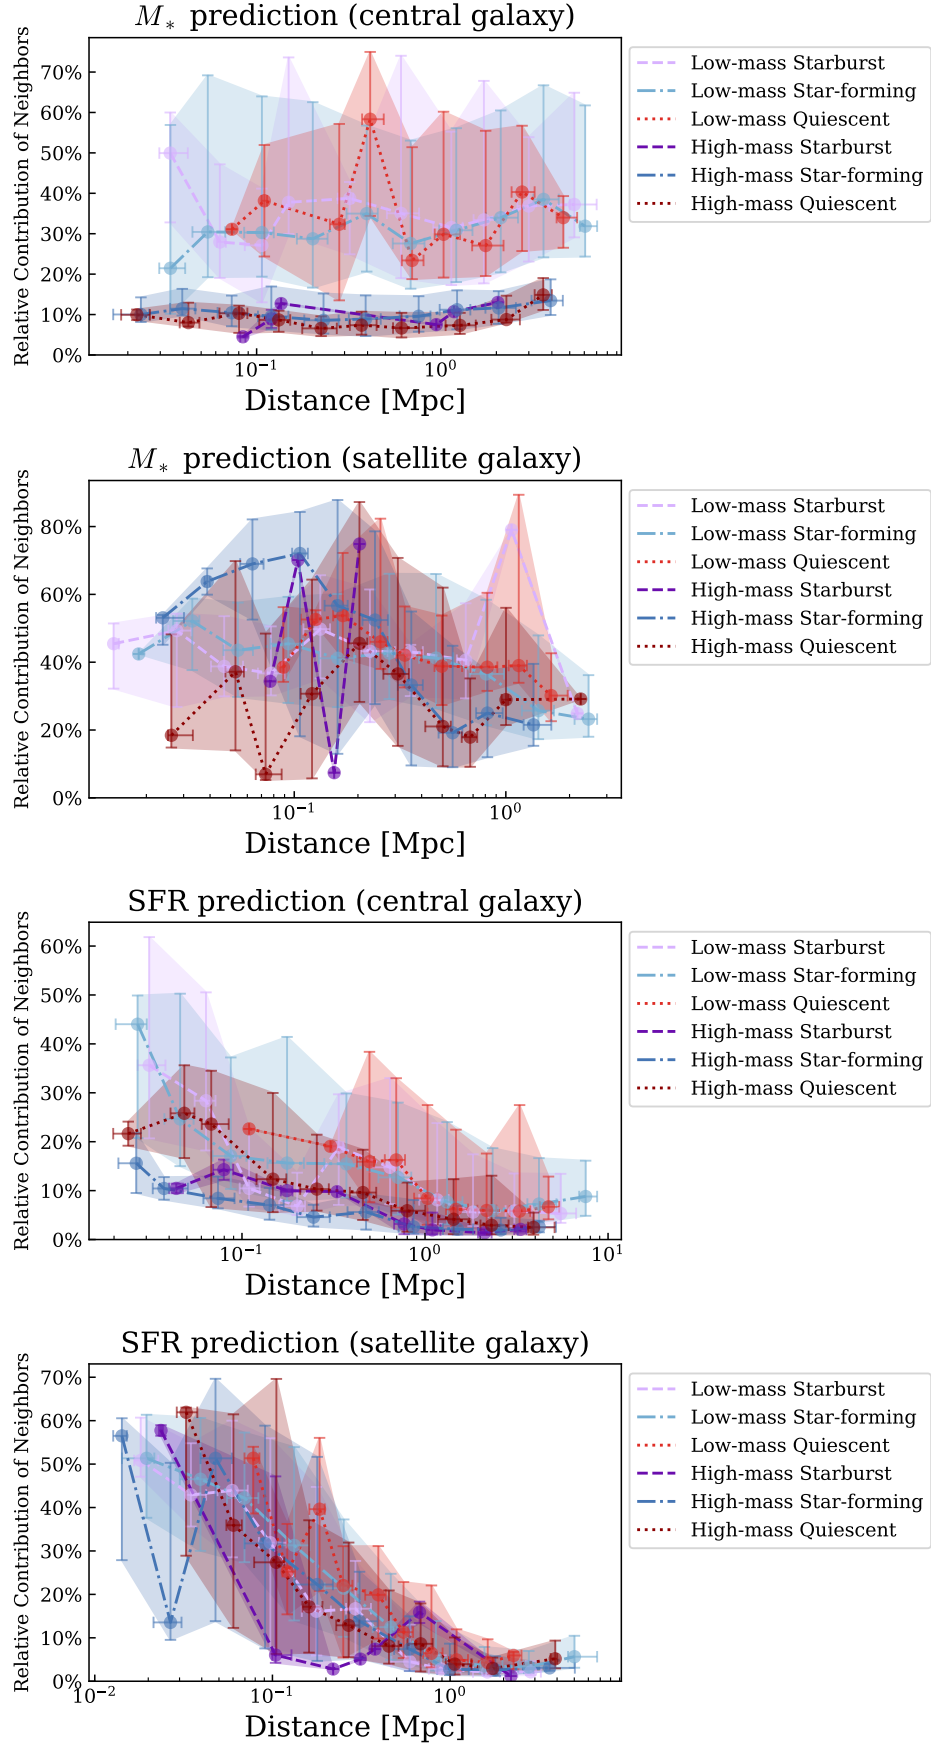 M∗ prediction (central galaxy)
Relative Contribution of Neighbors
70%
60%
50%
40%
30%
20%
10%
0%
10⁻¹
10⁰
Distance [Mpc]
Low-mass Starburst
Low-mass Star-forming
Low-mass Quiescent
High-mass Starburst
High-mass Star-forming
High-mass Quiescent
M∗ prediction (satellite galaxy)
Relative Contribution of Neighbors
80%
60%
40%
20%
0%
10⁻¹
10⁰
Distance [Mpc]
Low-mass Starburst
Low-mass Star-forming
Low-mass Quiescent
High-mass Starburst
High-mass Star-forming
High-mass Quiescent
SFR prediction (central galaxy)
Relative Contribution of Neighbors
60%
50%
40%
30%
20%
10%
0%
10⁻¹
10⁰
10¹
Distance [Mpc]
Low-mass Starburst
Low-mass Star-forming
Low-mass Quiescent
High-mass Starburst
High-mass Star-forming
High-mass Quiescent
SFR prediction (satellite galaxy)
Relative Contribution of Neighbors
70%
60%
50%
40%
30%
20%
10%
0%
10⁻²
10⁻¹
10⁰
Distance [Mpc]
Low-mass Starburst
Low-mass Star-forming
Low-mass Quiescent
High-mass Starburst
High-mass Star-forming
High-mass Quiescent